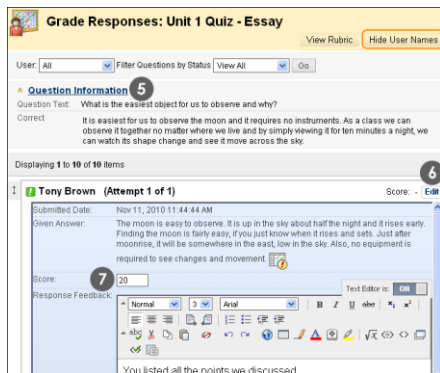 Grade Responses: Unit 1 Quiz - Essay
View Rubric Hide User Names
User: All Filter Questions by Status View All Go
Question Information 5
Question Text What is the easiest object for us to observe and why?
Correct It is easiest for us to observe the moon and it requires no instruments. As a class we can
observe it together no matter where we live and by simply viewing it for ten minutes a night, we
can watch its shape change and see it move across the sky.
Displaying 1 to 10 of 10 items
6
Tony Brown (Attempt 1 of 1) Score: - Edit
Submitted Date: Nov 11, 2010 11:44:44 AM
Given Answer: The moon is easy to observe. It is up in the sky about half the night and it rises early.
Finding the moon is fairly easy, if you just know when it rises and sets. Just after
moonrise, it will be somewhere in the east, low in the sky. Also, no equipment is
required to see changes and movement.
Score: 7 20
Text Editor is: ON
Response Feedback:
Normal 3 Arial B I U abc x₂ x²
abc √x
You listed all the points we discussed